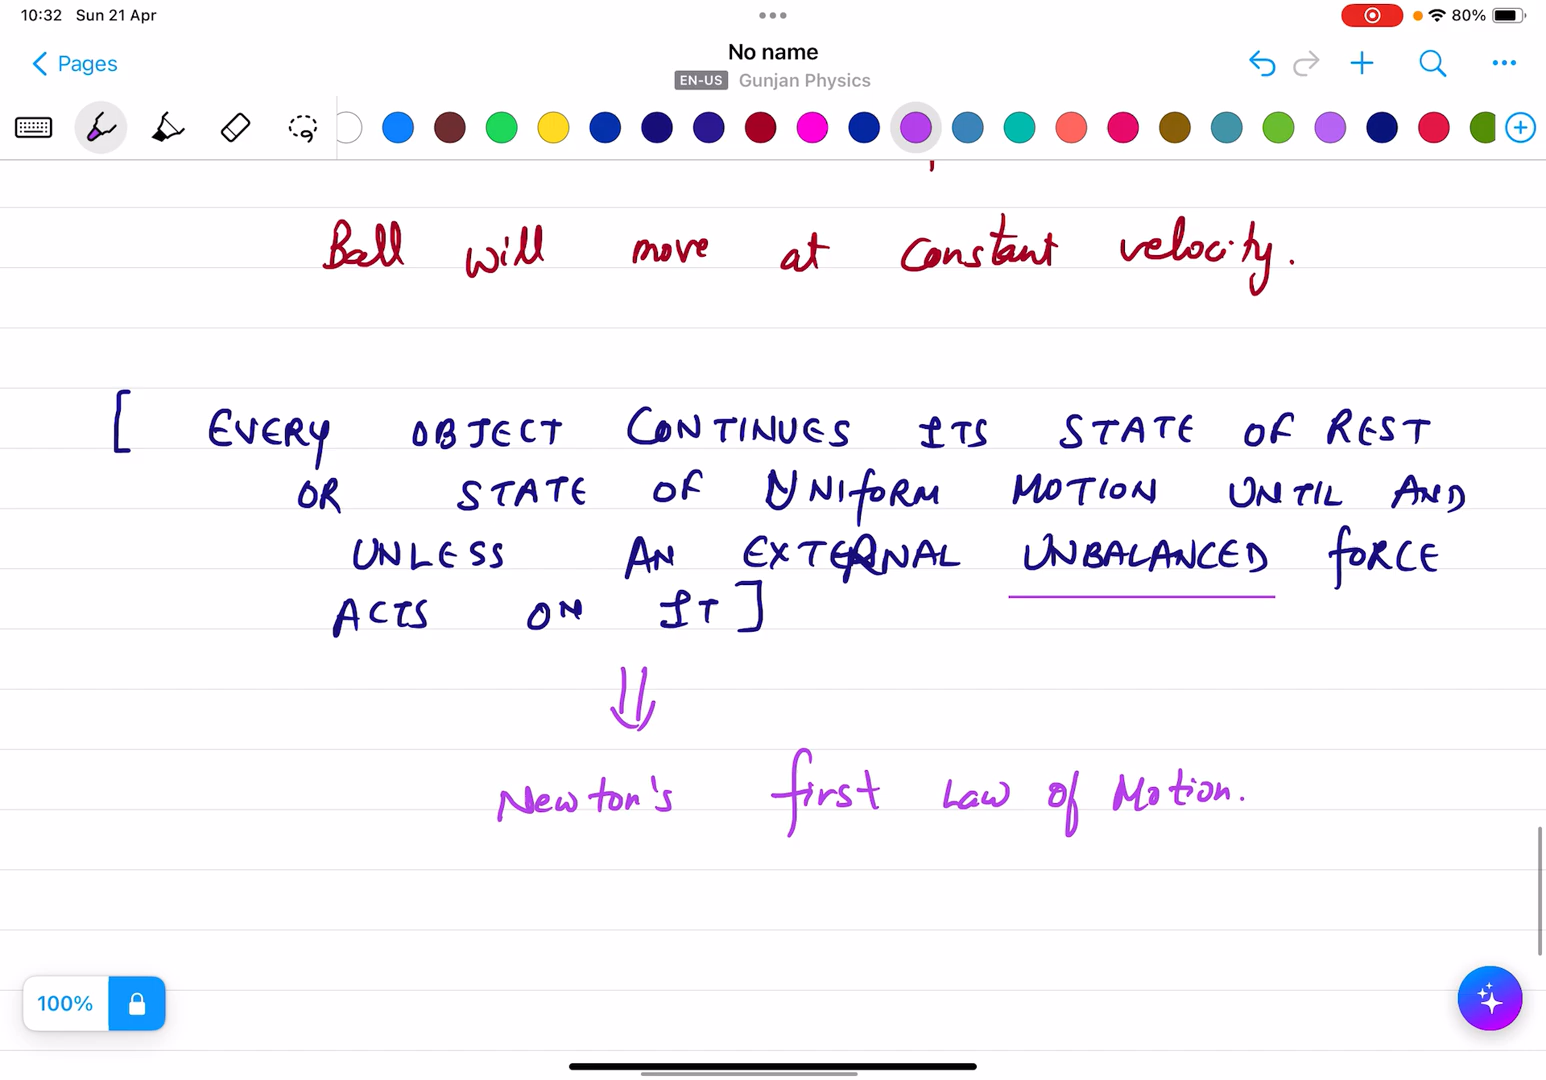 10:32 Sun 21 Apr
80%
Pages
No name
EN-US Gunjan Physics
Ball will move at constant velocity.
[ EVERY OBJECT CONTINUES ITS STATE OF REST
OR STATE OF UNIFORM MOTION UNTIL AND
UNLESS AN EXTERNAL UNBALANCED FORCE
ACTS ON IT ]
Newton's first Law of Motion.
100%